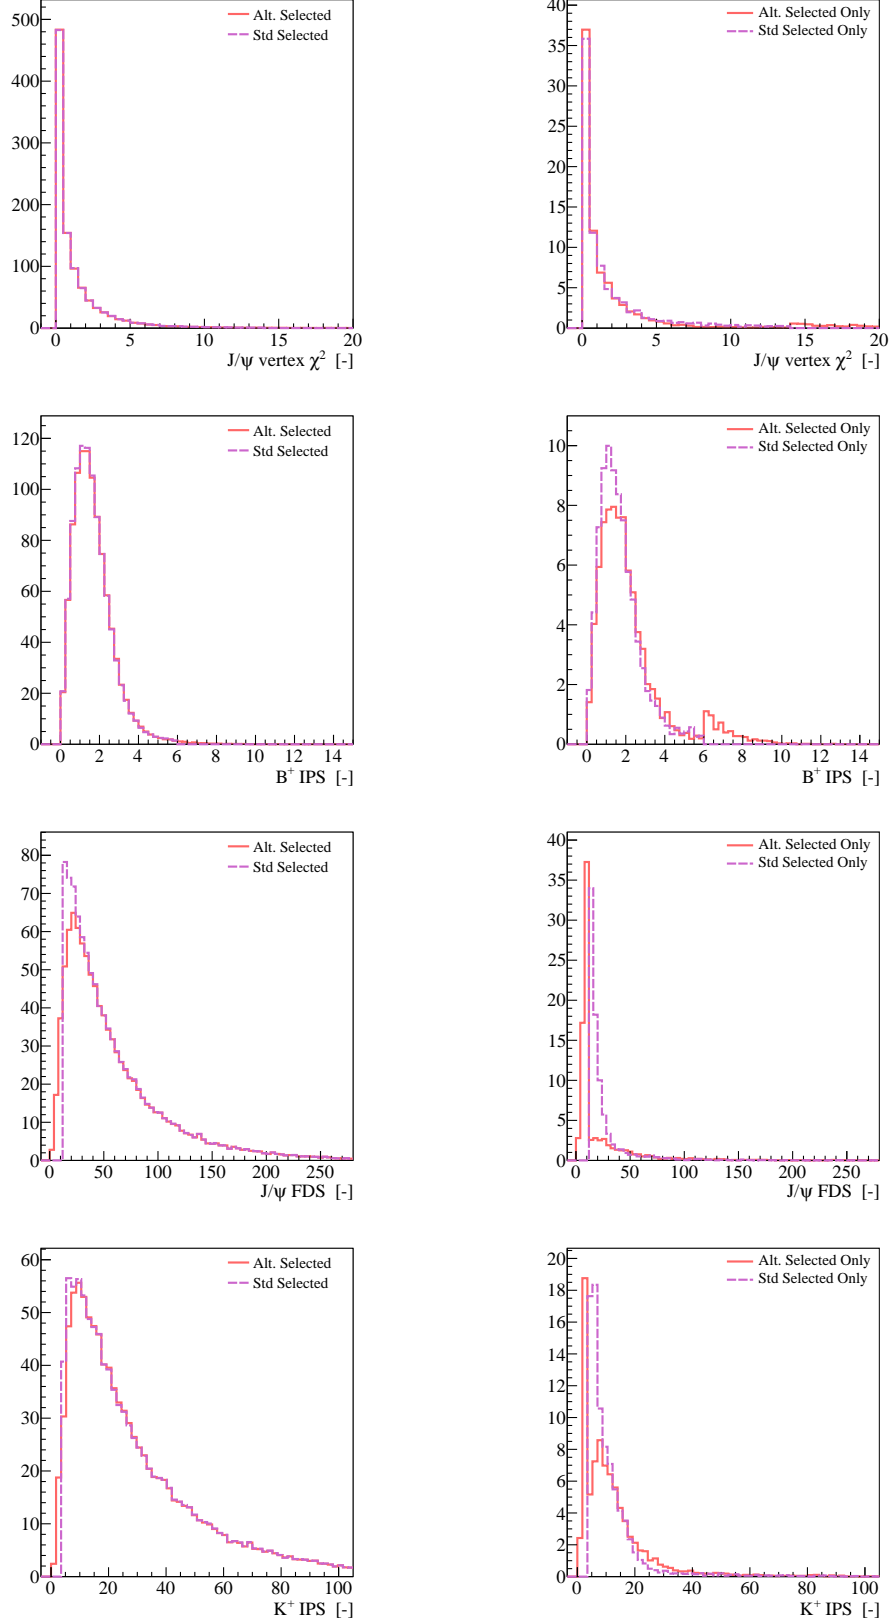 500
400
300
200
100
0
0 5 10 15 20
J/ψ vertex χ² [-]
Alt. Selected
Std Selected
40
35
30
25
20
15
10
5
0
0 5 10 15 20
J/ψ vertex χ² [-]
Alt. Selected Only
Std Selected Only
120
100
80
60
40
20
0
0 2 4 6 8 10 12 14
B⁺ IPS [-]
Alt. Selected
Std Selected
10
8
6
4
2
0
0 2 4 6 8 10 12 14
B⁺ IPS [-]
Alt. Selected Only
Std Selected Only
80
70
60
50
40
30
20
10
0
0 50 100 150 200 250
J/ψ FDS [-]
Alt. Selected
Std Selected
40
35
30
25
20
15
10
5
0
0 50 100 150 200 250
J/ψ FDS [-]
Alt. Selected Only
Std Selected Only
60
50
40
30
20
10
0
0 20 40 60 80 100
K⁺ IPS [-]
Alt. Selected
Std Selected
20
18
16
14
12
10
8
6
4
2
0
0 20 40 60 80 100
K⁺ IPS [-]
Alt. Selected Only
Std Selected Only